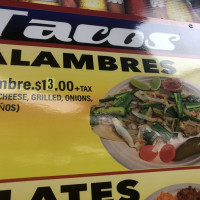 Tacos
ALAMBRES
mbre.$13.00+TAX
CHEESE, GRILLED, ONIONS,
ÑOS)
LATES